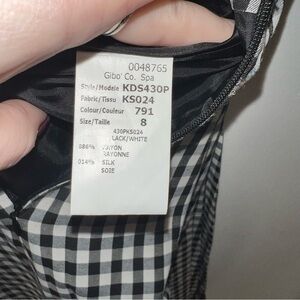 0048765
Gibo' Co. Spa
Style/Modele KDS430P
Fabric/Tissu KS024
Colour/Couleur 791
Size/Taille 8
430PKS024
LACK/WHITE
086% RAYON
RAYONNE
014% SILK
SOIE